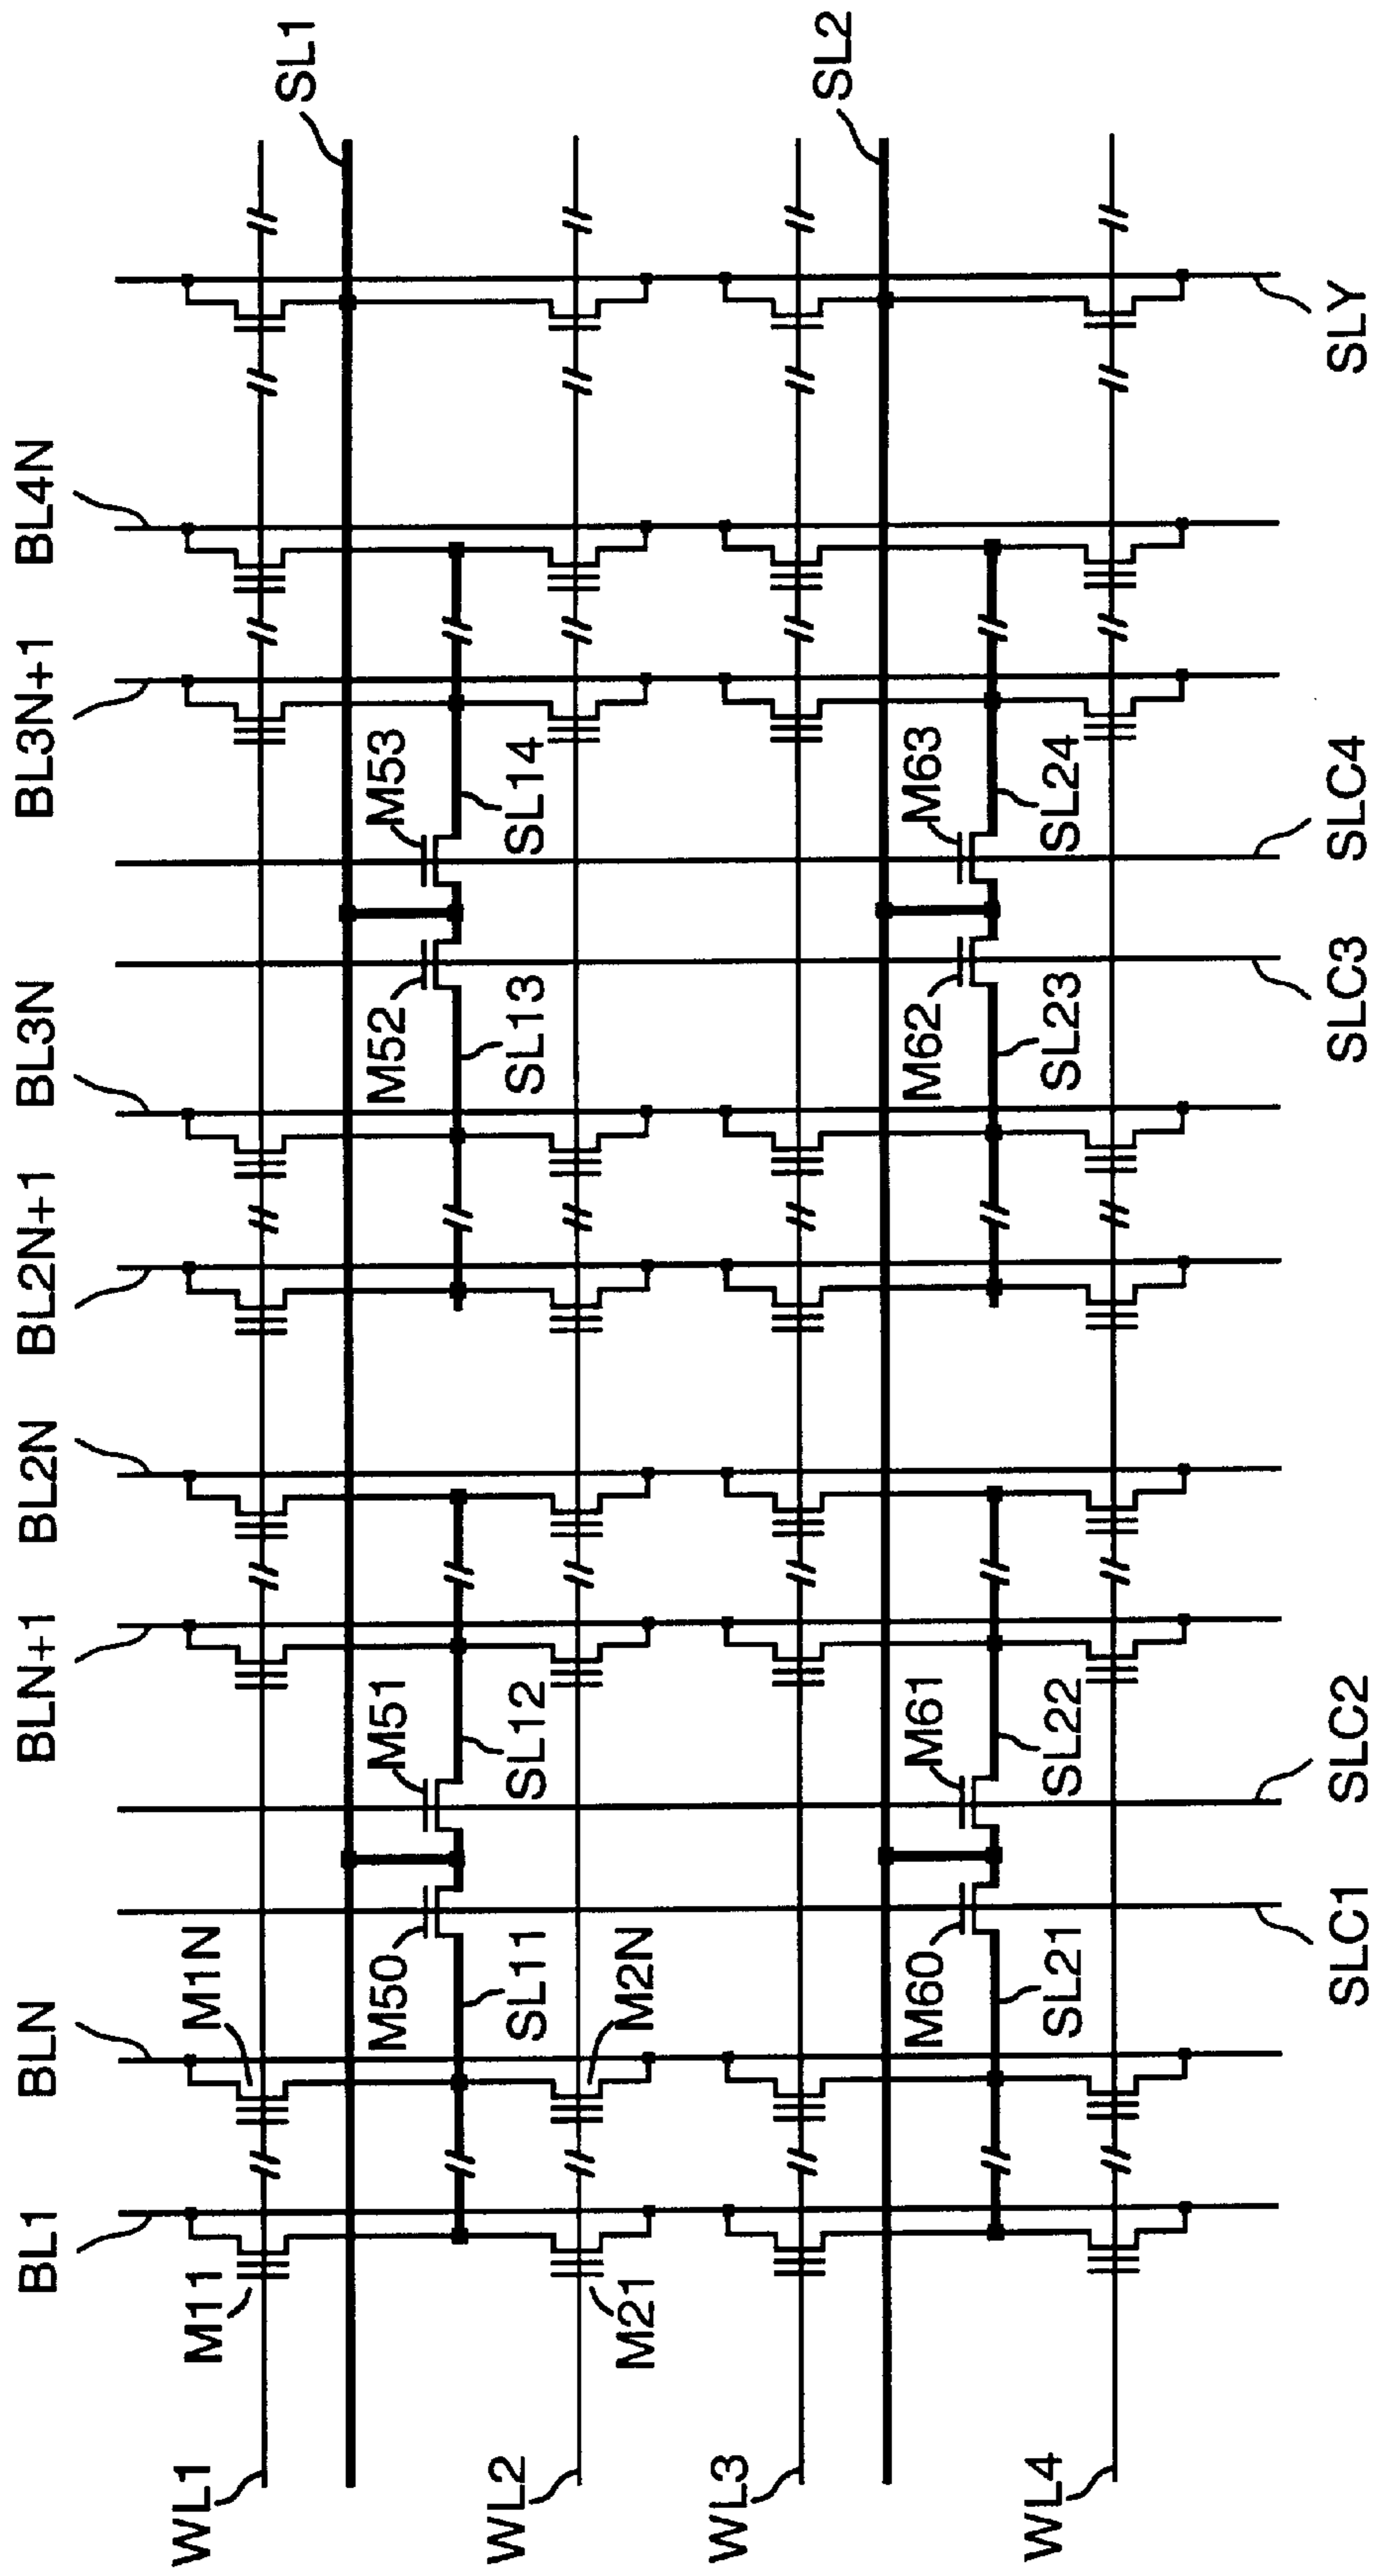 BL1
BLN
BLN+1
BL2N
BL2N+1
BL3N
BL3N+1
BL4N
M11
M1N
WL1
SL1
M50
M51
M52
M53
SL11
SL12
SL13
SL14
WL2
M21
M2N
WL3
SL2
M60
M61
M62
M63
SL21
SL22
SL23
SL24
WL4
SLC1
SLC2
SLC3
SLC4
SLY